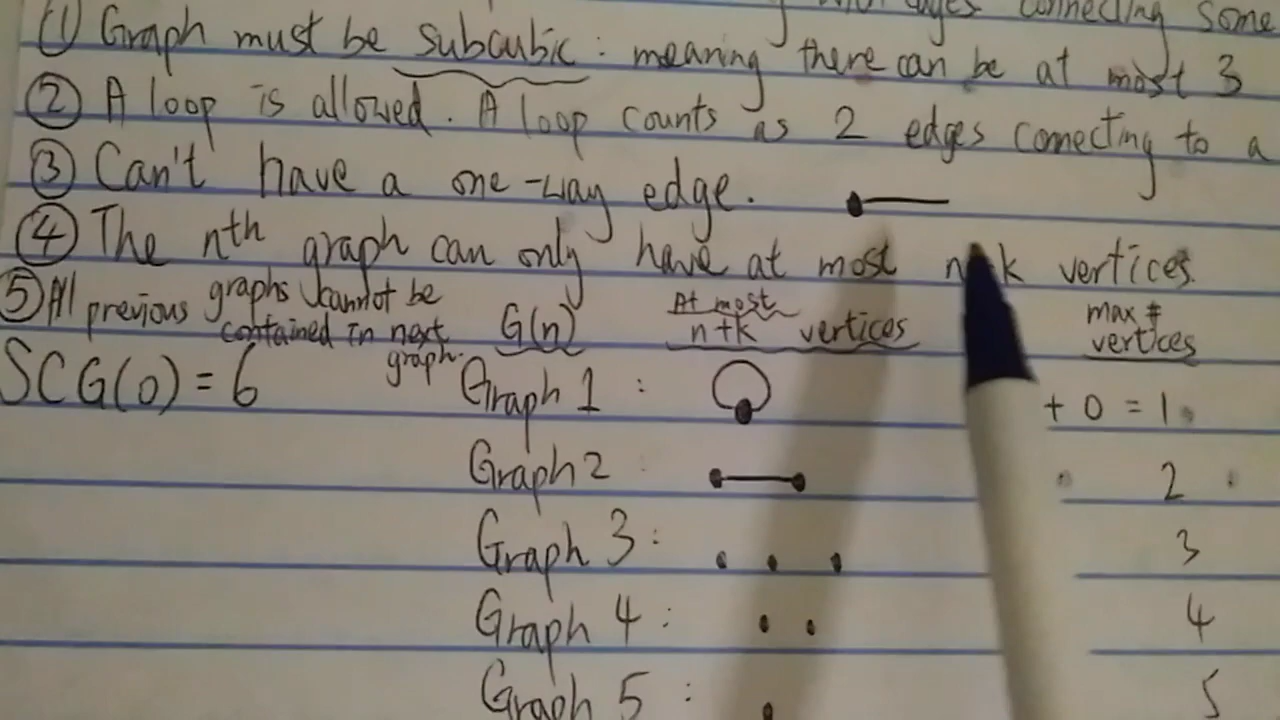 connecting some
① Graph must be subcubic : meaning there can be at most 3
② A loop is allowed. A loop counts as 2 edges connecting to a
③ Can't have a one-way edge.
④ The nth graph can only have at most k vertices.
⑤ All previous graphs cannot be contained in next graph.
G(n)
At most n+k vertices
max # vertices
SCG(0) = 6
Graph 1 : + 0 = 1
Graph 2 : 2
Graph 3 : 3
Graph 4 : 4
Graph 5 : 5